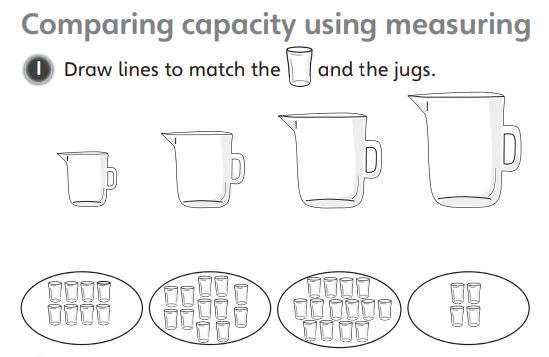 Comparing capacity using measuring
1 Draw lines to match the and the jugs.